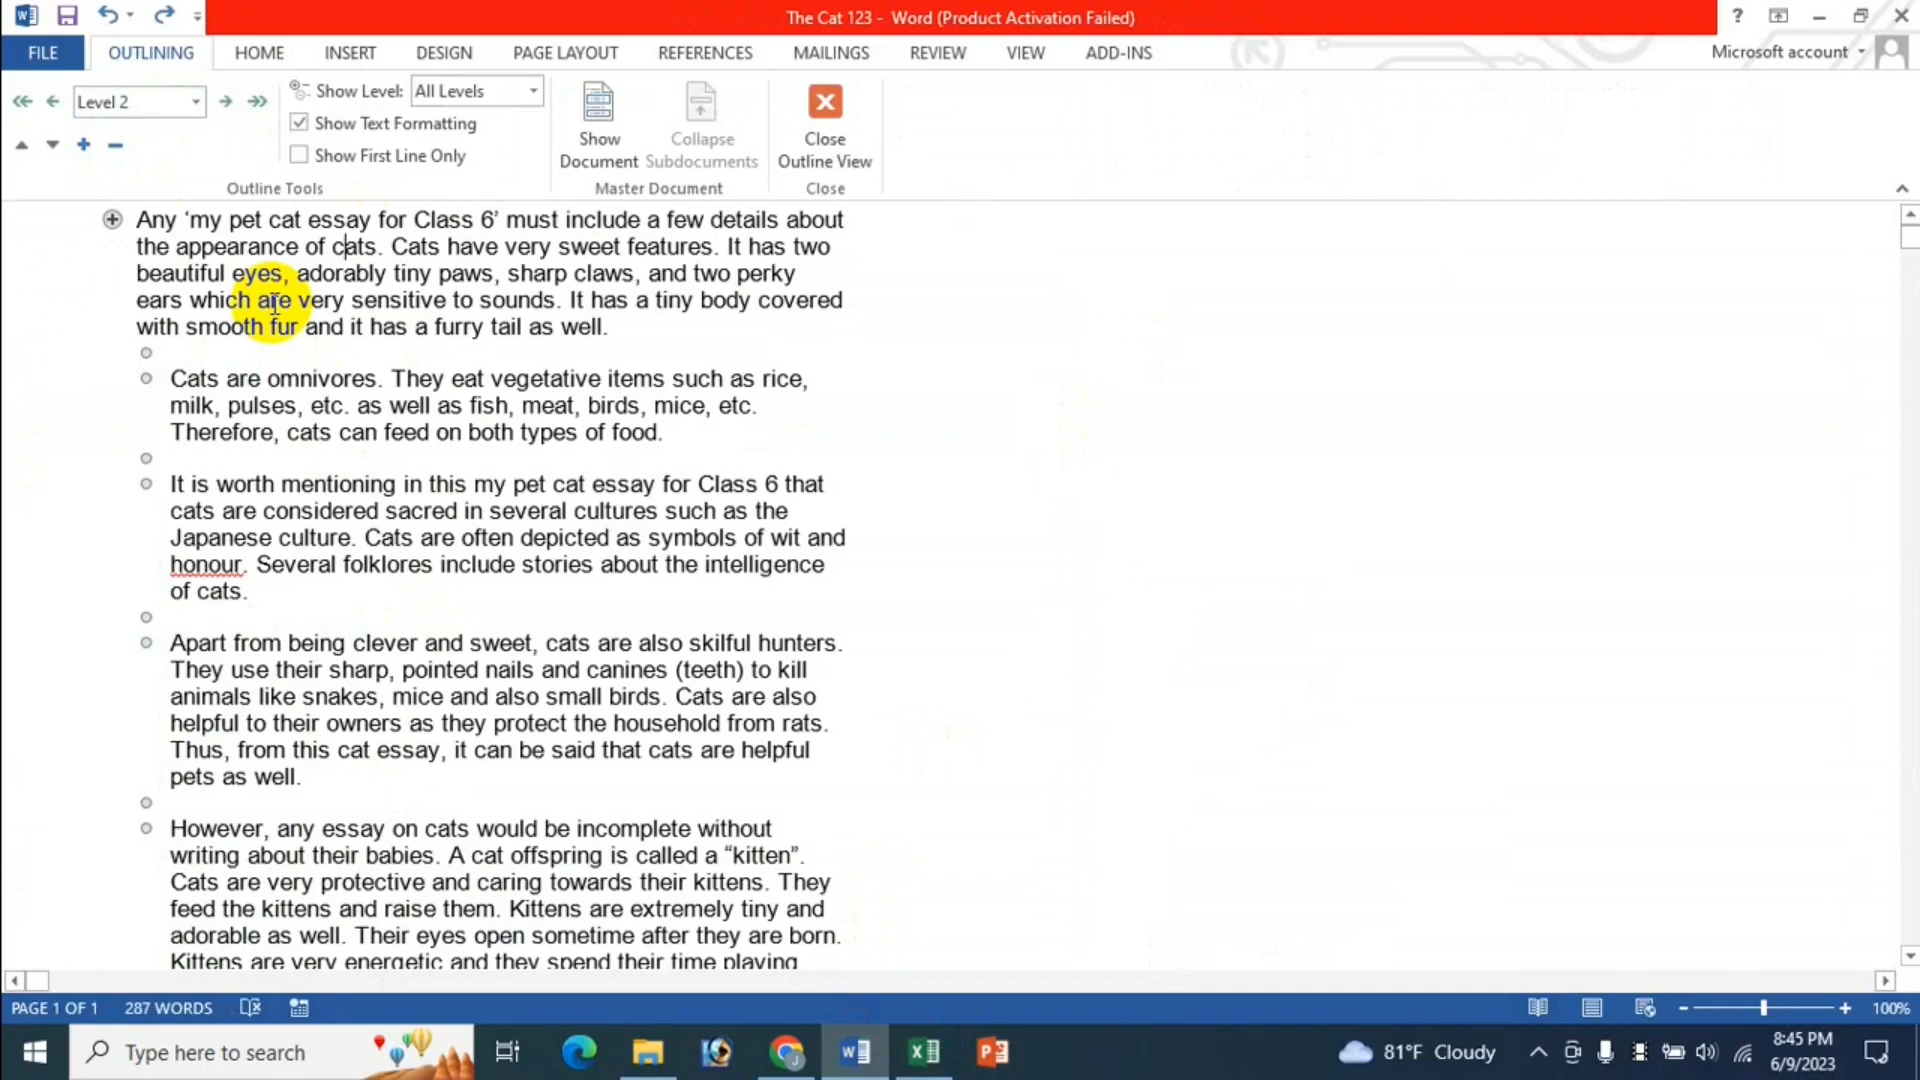 The Cat 123 - Word (Product Activation Failed)
?
FILE OUTLINING HOME INSERT DESIGN PAGE LAYOUT REFERENCES MAILINGS REVIEW VIEW ADD-INS Microsoft account
Level 2
Show Level: All Levels
Show Text Formatting
Show First Line Only
Outline Tools
Show Document
Collapse Subdocuments
Master Document
Close Outline View
Close
Any ‘my pet cat essay for Class 6’ must include a few details about
the appearance of cats. Cats have very sweet features. It has two
beautiful eyes, adorably tiny paws, sharp claws, and two perky
ears which are very sensitive to sounds. It has a tiny body covered
with smooth fur and it has a furry tail as well.
Cats are omnivores. They eat vegetative items such as rice,
milk, pulses, etc. as well as fish, meat, birds, mice, etc.
Therefore, cats can feed on both types of food.
It is worth mentioning in this my pet cat essay for Class 6 that
cats are considered sacred in several cultures such as the
Japanese culture. Cats are often depicted as symbols of wit and
honour. Several folklores include stories about the intelligence
of cats.
Apart from being clever and sweet, cats are also skilful hunters.
They use their sharp, pointed nails and canines (teeth) to kill
animals like snakes, mice and also small birds. Cats are also
helpful to their owners as they protect the household from rats.
Thus, from this cat essay, it can be said that cats are helpful
pets as well.
However, any essay on cats would be incomplete without
writing about their babies. A cat offspring is called a “kitten”.
Cats are very protective and caring towards their kittens. They
feed the kittens and raise them. Kittens are extremely tiny and
adorable as well. Their eyes open sometime after they are born.
Kittens are very energetic and they spend their time playing
PAGE 1 OF 1 287 WORDS 100%
Type here to search
81°F Cloudy
8:45 PM
6/9/2023